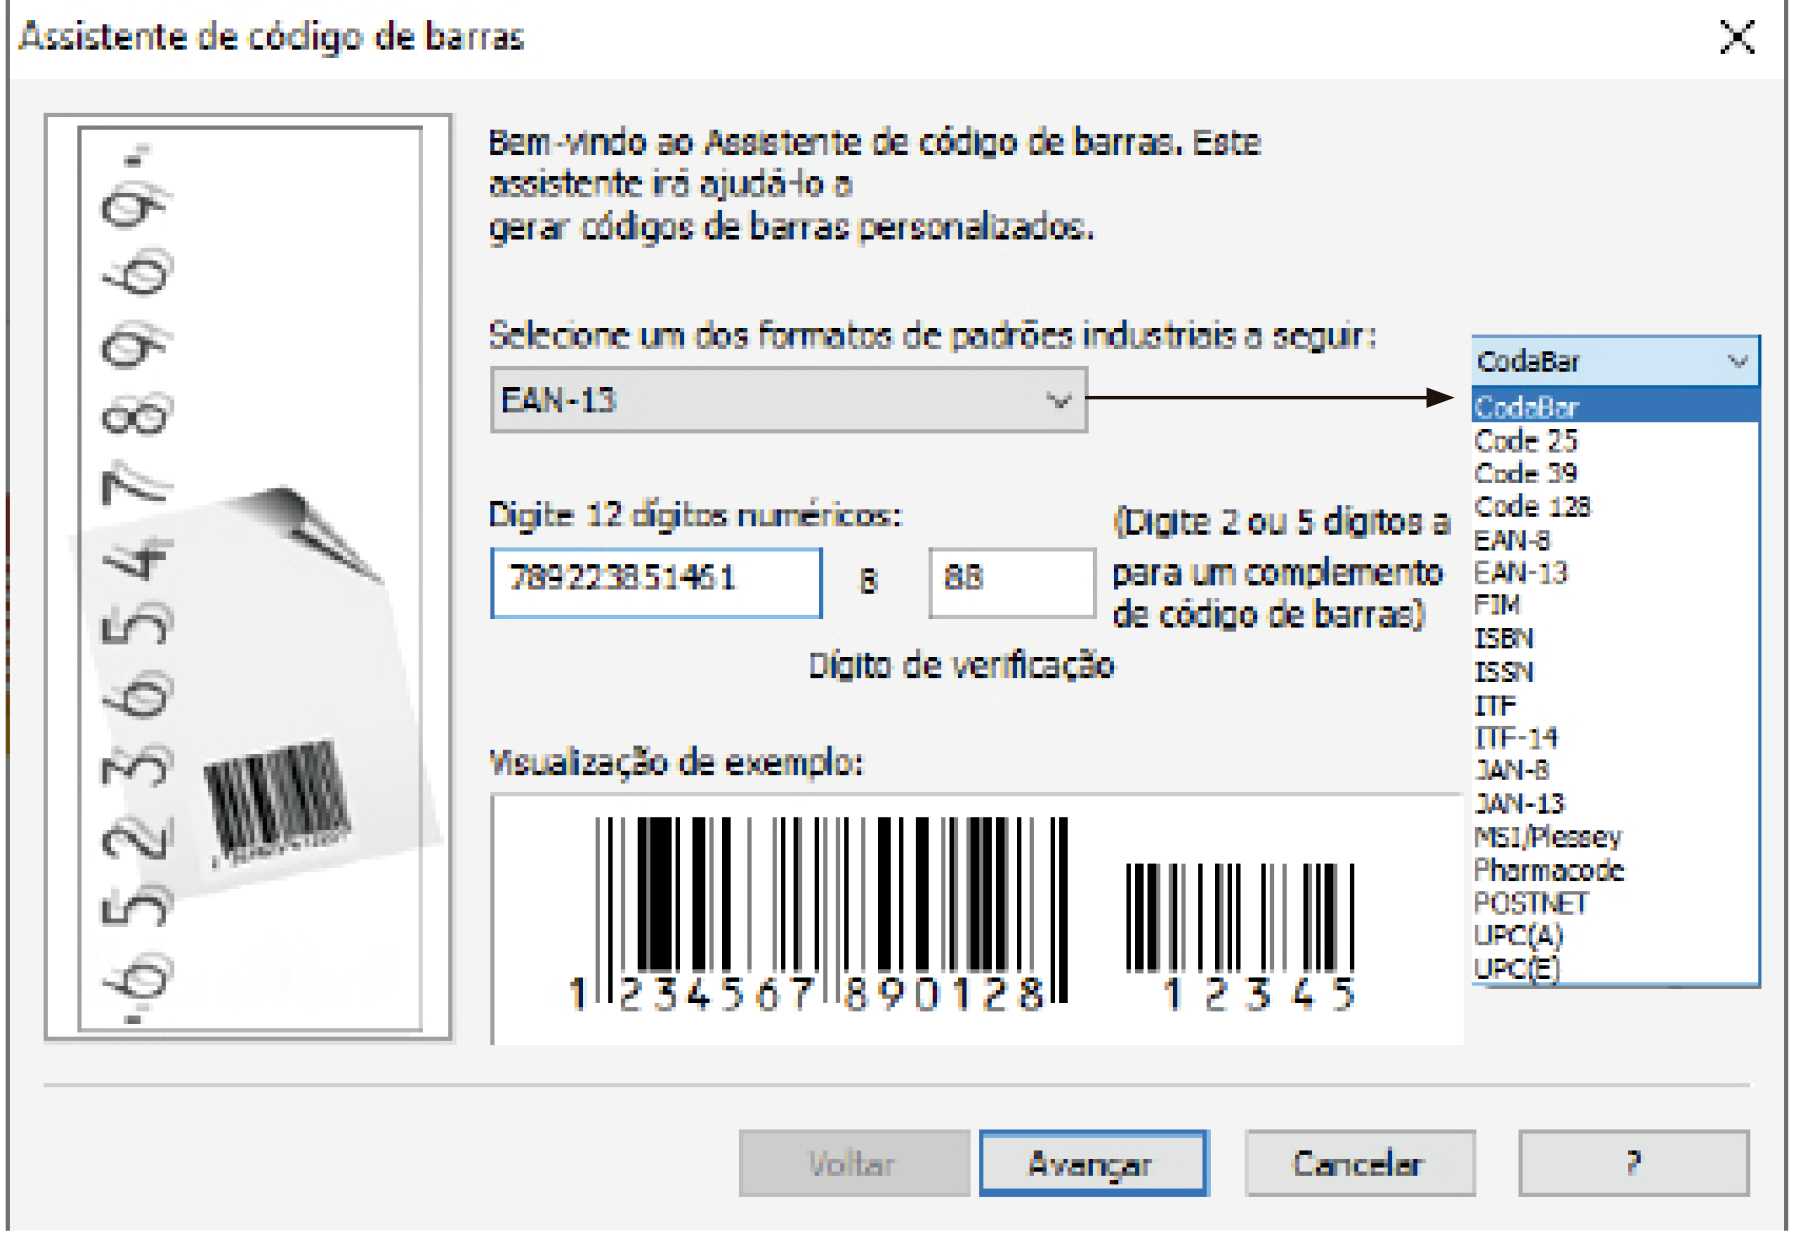 Assistente de código de barras
Bem-vindo ao Assistente de código de barras. Este
assistente irá ajudá-lo a
gerar códigos de barras personalizados.
Selecione um dos formatos de padrões industriais a seguir:
EAN-13
CodaBar
CodaBar
Code 25
Code 39
Code 128
EAN-8
EAN-13
FIM
ISBN
ISSN
ITF
ITF-14
JAN-8
JAN-13
MSI/Plessey
Pharmacode
POSTNET
UPC(A)
UPC(E)
Digite 12 dígitos numéricos:
789223851461
8
88
(Digite 2 ou 5 dígitos a
para um complemento
de código de barras)
Dígito de verificação
Visualização de exemplo:
1 234567 890128
12345
652365478969
Voltar
Avançar
Cancelar
?